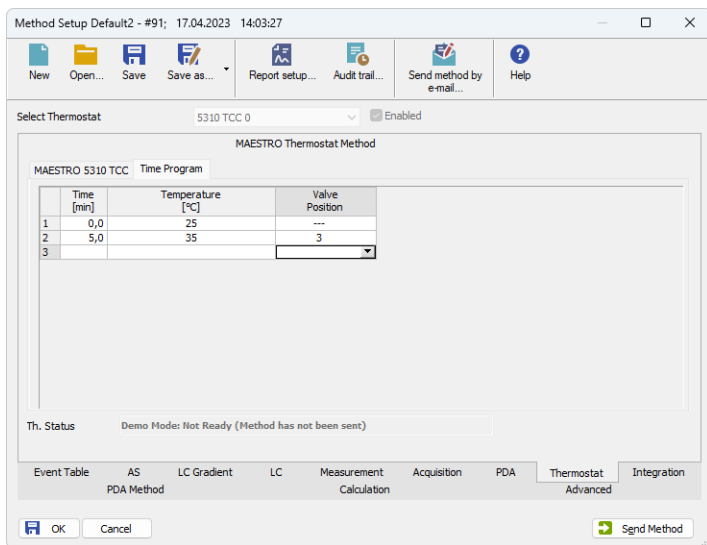 Method Setup Default2 - #91; 17.04.2023 14:03:27
New Open... Save Save as... Report setup... Audit trail... Send method by e-mail... Help
Select Thermostat 5310 TCC 0 Enabled
MAESTRO Thermostat Method
MAESTRO 5310 TCC Time Program
Time [min] Temperature [°C] Valve Position
1 0,0 25 ---
2 5,0 35 3
3
Th. Status Demo Mode: Not Ready (Method has not been sent)
Event Table AS LC Gradient LC Measurement Acquisition PDA Thermostat Integration
PDA Method Calculation Advanced
OK Cancel Send Method